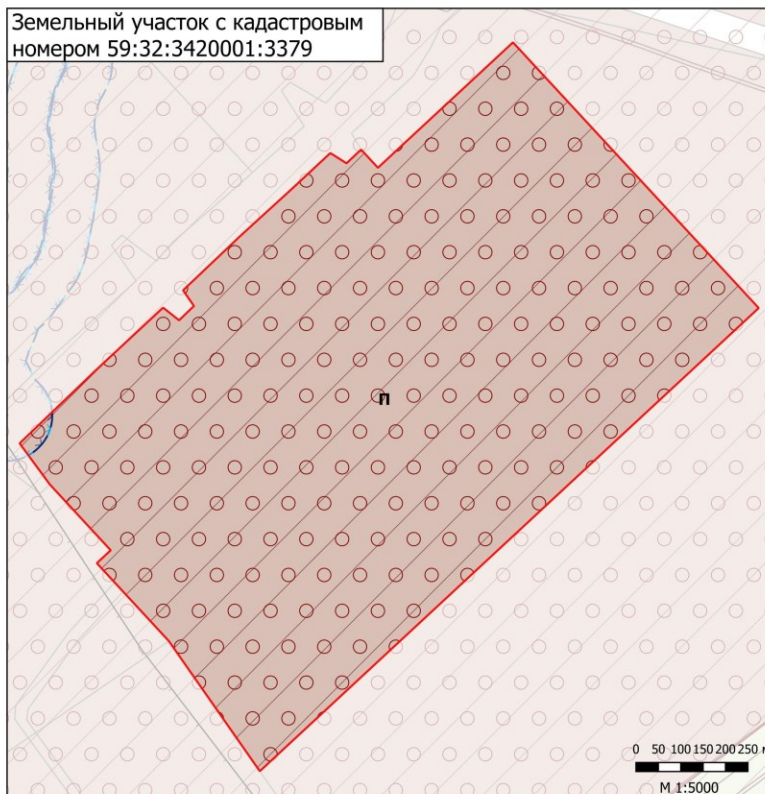 Земельный участок с кадастровым
номером 59:32:3420001:3379
П
0 50 100 150 200 250 м
М 1:5000